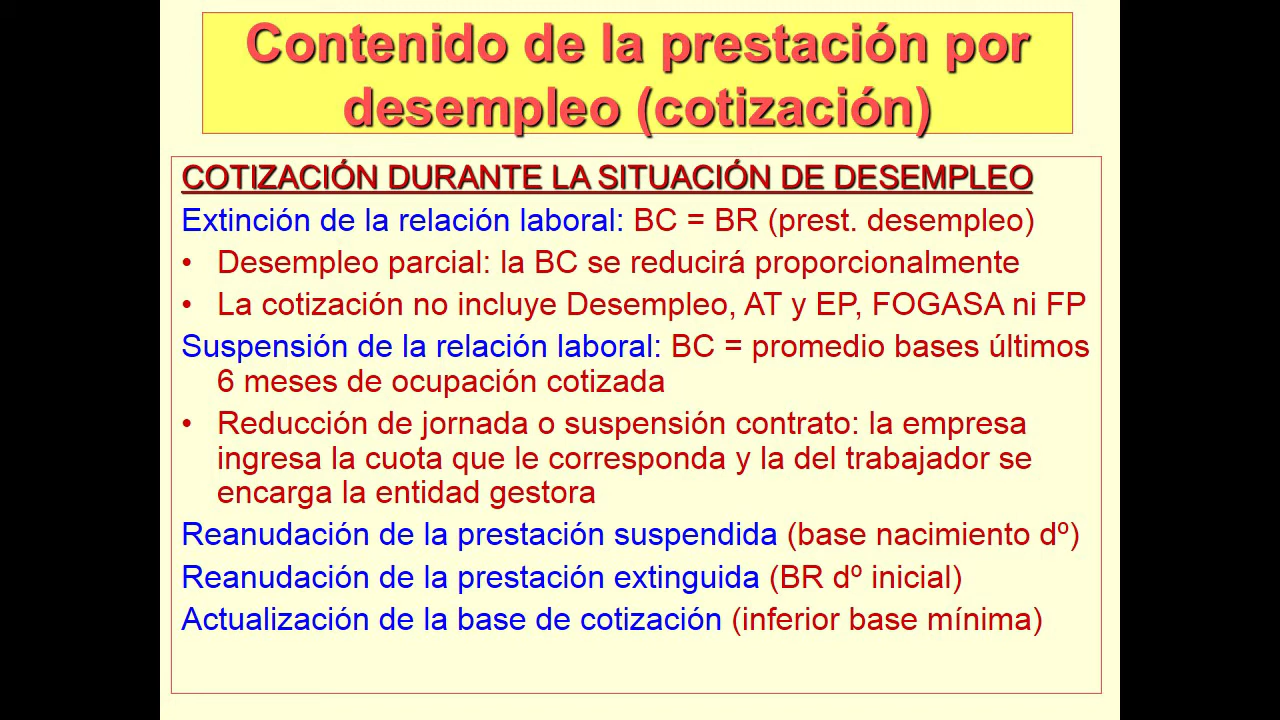 Contenido de la prestación por
desempleo (cotización)
COTIZACIÓN DURANTE LA SITUACIÓN DE DESEMPLEO
Extinción de la relación laboral: BC = BR (prest. desempleo)
• Desempleo parcial: la BC se reducirá proporcionalmente
• La cotización no incluye Desempleo, AT y EP, FOGASA ni FP
Suspensión de la relación laboral: BC = promedio bases últimos
6 meses de ocupación cotizada
• Reducción de jornada o suspensión contrato: la empresa
ingresa la cuota que le corresponda y la del trabajador se
encarga la entidad gestora
Reanudación de la prestación suspendida (base nacimiento dº)
Reanudación de la prestación extinguida (BR dº inicial)
Actualización de la base de cotización (inferior base mínima)